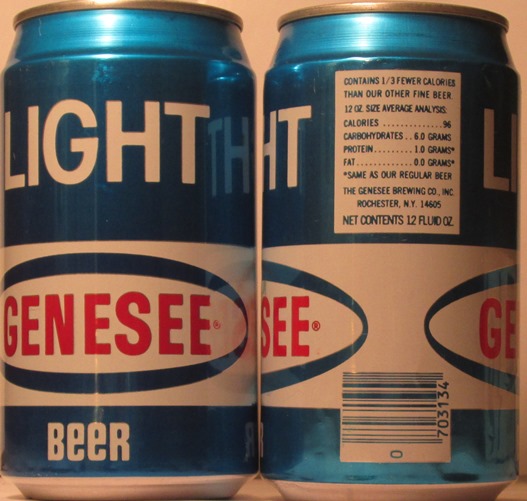 LIGHT
GENESEE®
BEER
HT
CONTAINS 1/3 FEWER CALORIES
THAN OUR OTHER FINE BEER
12 OZ. SIZE AVERAGE ANALYSIS:
CALORIES ............... 96
CARBOHYDRATES .. 6.0 GRAMS
PROTEIN ......... 1.0 GRAMS*
FAT ............... 0.0 GRAMS*
*SAME AS OUR REGULAR BEER
THE GENESEE BREWING CO., INC.
ROCHESTER, N.Y. 14605
NET CONTENTS 12 FLUID OZ.
LI
SEE®
GE
0
703134